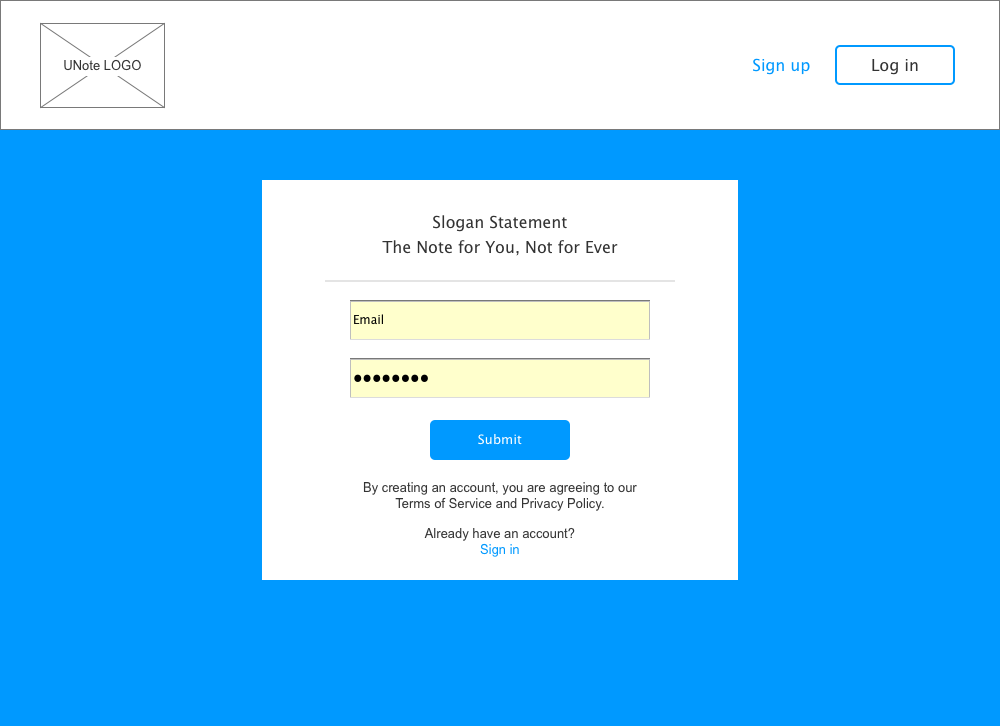 UNote LOGO
Sign up
Log in
Slogan Statement
The Note for You, Not for Ever
Email
●●●●●●●●
Submit
By creating an account, you are agreeing to our
Terms of Service and Privacy Policy.
Already have an account?
Sign in